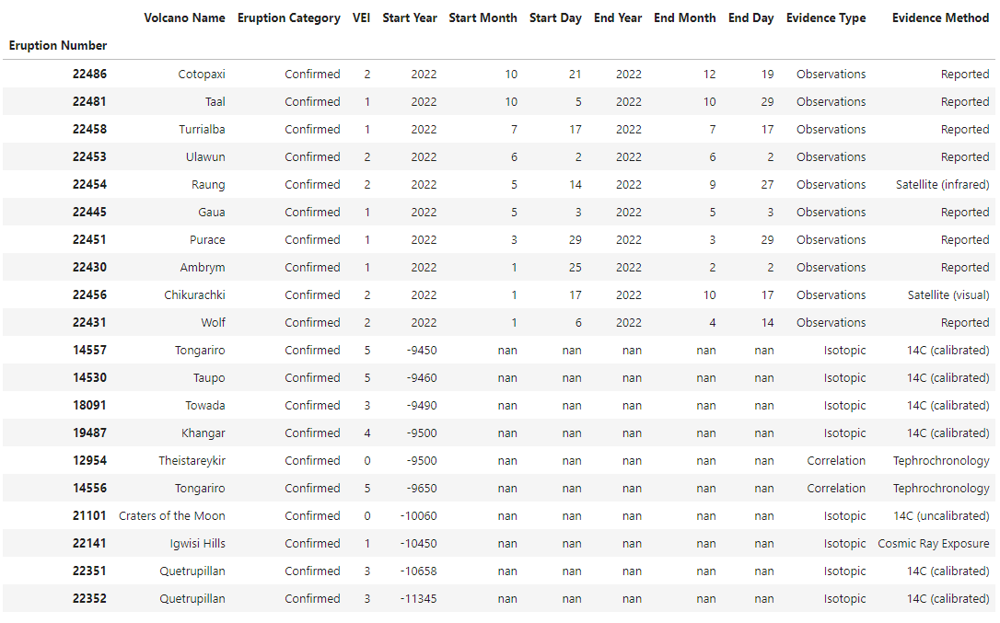 Volcano Name Eruption Category VEI Start Year Start Month Start Day End Year End Month End Day Evidence Type Evidence Method
Eruption Number
22486 Cotopaxi Confirmed 2 2022 10 21 2022 12 19 Observations Reported
22481 Taal Confirmed 1 2022 10 5 2022 10 29 Observations Reported
22458 Turrialba Confirmed 1 2022 7 17 2022 7 17 Observations Reported
22453 Ulawun Confirmed 2 2022 6 2 2022 6 2 Observations Reported
22454 Raung Confirmed 2 2022 5 14 2022 9 27 Observations Satellite (infrared)
22445 Gaua Confirmed 1 2022 5 3 2022 5 3 Observations Reported
22451 Purace Confirmed 1 2022 3 29 2022 3 29 Observations Reported
22430 Ambrym Confirmed 1 2022 1 25 2022 2 2 Observations Reported
22456 Chikurachki Confirmed 2 2022 1 17 2022 10 17 Observations Satellite (visual)
22431 Wolf Confirmed 2 2022 1 6 2022 4 14 Observations Reported
14557 Tongariro Confirmed 5 -9450 nan nan nan nan nan Isotopic 14C (calibrated)
14530 Taupo Confirmed 5 -9460 nan nan nan nan nan Isotopic 14C (calibrated)
18091 Towada Confirmed 3 -9490 nan nan nan nan nan Isotopic 14C (calibrated)
19487 Khangar Confirmed 4 -9500 nan nan nan nan nan Isotopic 14C (calibrated)
12954 Theistareykir Confirmed 0 -9500 nan nan nan nan nan Correlation Tephrochronology
14556 Tongariro Confirmed 5 -9650 nan nan nan nan nan Correlation Tephrochronology
21101 Craters of the Moon Confirmed 0 -10060 nan nan nan nan nan Isotopic 14C (uncalibrated)
22141 Igwisi Hills Confirmed 1 -10450 nan nan nan nan nan Isotopic Cosmic Ray Exposure
22351 Quetrupillan Confirmed 3 -10658 nan nan nan nan nan Isotopic 14C (calibrated)
22352 Quetrupillan Confirmed 3 -11345 nan nan nan nan nan Isotopic 14C (calibrated)